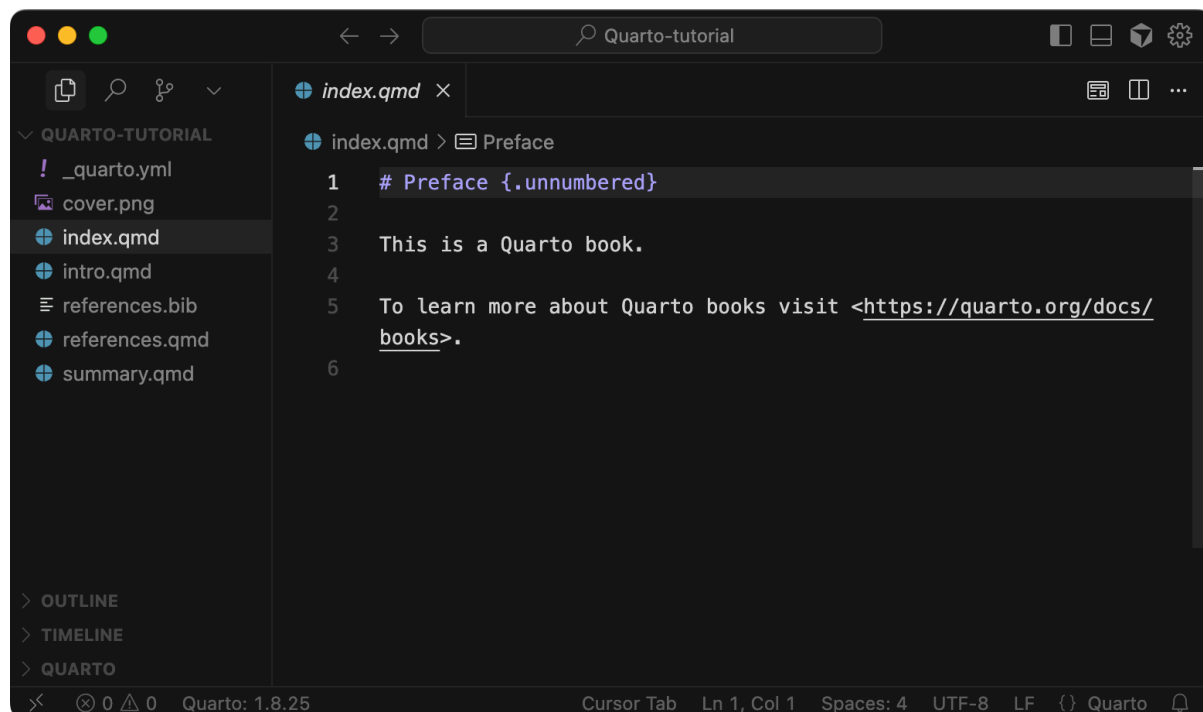 Quarto-tutorial
index.qmd
QUARTO-TUTORIAL
_quarto.yml
cover.png
index.qmd
intro.qmd
references.bib
references.qmd
summary.qmd
OUTLINE
TIMELINE
QUARTO
index.qmd > Preface
1 # Preface {.unnumbered}
2
3 This is a Quarto book.
4
5 To learn more about Quarto books visit <https://quarto.org/docs/
books>.
6
0 0 Quarto: 1.8.25 Cursor Tab Ln 1, Col 1 Spaces: 4 UTF-8 LF {} Quarto